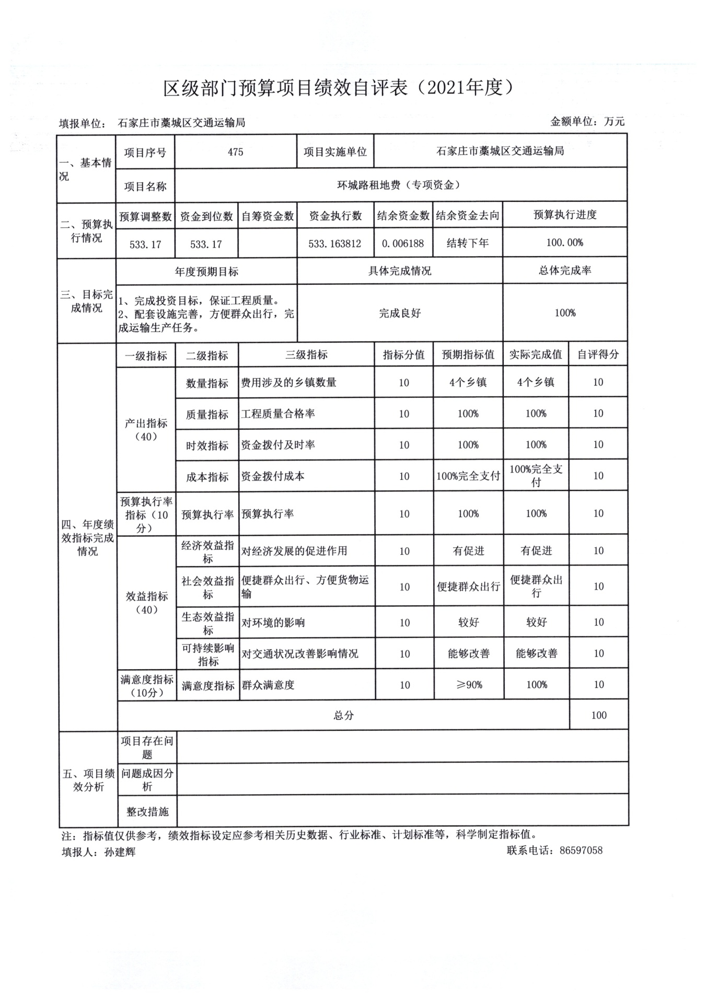 区级部门预算项目绩效自评表（2021年度）
填报单位： 石家庄市藁城区交通运输局 金额单位：万元
一、基本情况 项目序号 475 项目实施单位 石家庄市藁城区交通运输局
项目名称 环城路租地费（专项资金）
二、预算执行情况 预算调整数 资金到位数 自筹资金数 资金执行数 结余资金数 结余资金去向 预算执行进度
533.17 533.17 533.163812 0.006188 结转下年 100.00%
三、目标完成情况 年度预期目标 具体完成情况 总体完成率
1、完成投资目标，保证工程质量。
2、配套设施完善，方便群众出行，完
成运输生产任务。
完成良好 100%
四、年度绩效指标完成情况 一级指标 二级指标 三级指标 指标分值 预期指标值 实际完成值 自评得分
产出指标（40） 数量指标 费用涉及的乡镇数量 10 4个乡镇 4个乡镇 10
质量指标 工程质量合格率 10 100% 100% 10
时效指标 资金拨付及时率 10 100% 100% 10
成本指标 资金拨付成本 10 100%完全支付 100%完全支付 10
预算执行率指标（10分） 预算执行率 预算执行率 10 100% 100% 10
效益指标（40） 经济效益指标 对经济发展的促进作用 10 有促进 有促进 10
社会效益指标 便捷群众出行、方便货物运输 10 便捷群众出行 便捷群众出行 10
生态效益指标 对环境的影响 10 较好 较好 10
可持续影响指标 对交通状况改善影响情况 10 能够改善 能够改善 10
满意度指标（10分） 满意度指标 群众满意度 10 ≥90% 100% 10
总分 100
五、项目绩效分析 项目存在问题
问题成因分析
整改措施
注：指标值仅供参考，绩效指标设定应参考相关历史数据、行业标准、计划标准等，科学制定指标值。
填报人：孙建辉 联系电话：86597058